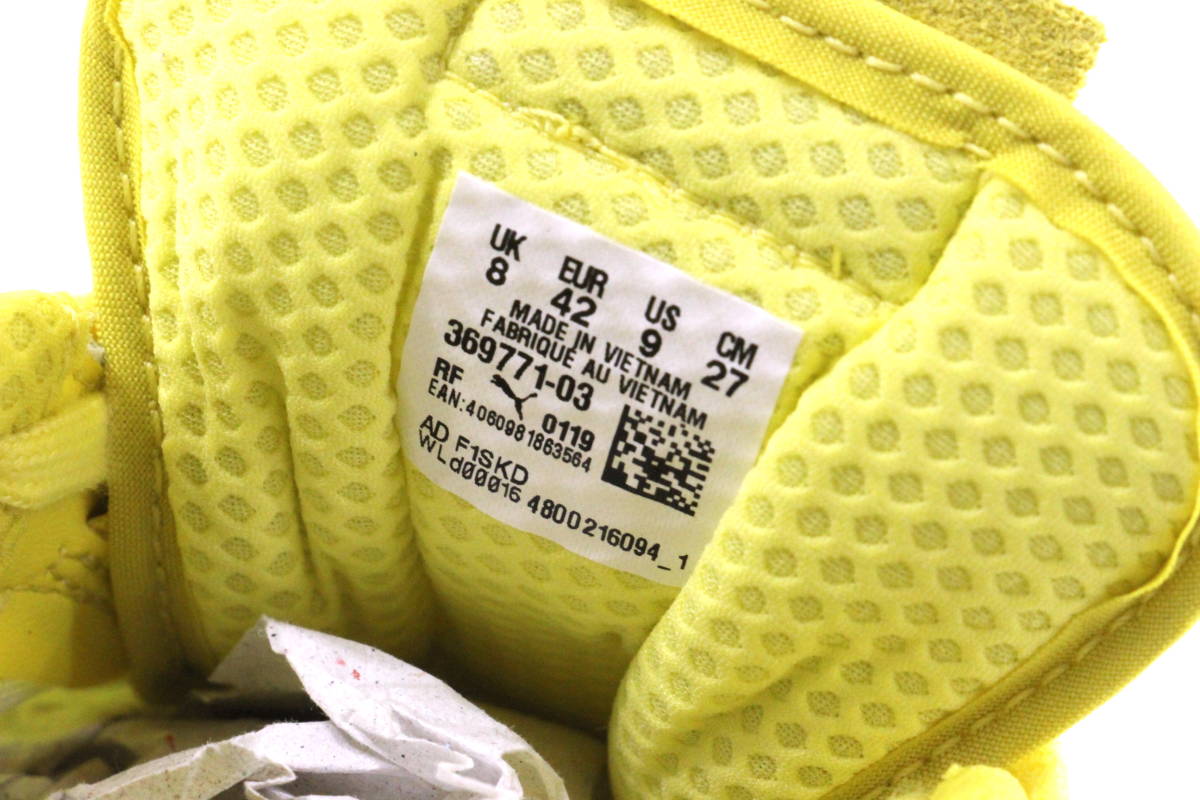 UK EUR US CM
8 42 9 27
MADE IN VIETNAM
FABRIQUÉ AU VIETNAM
369771-03
RF 0119
EAN:4060981863564
AD F1SKD
WLd00016 4800216094_1